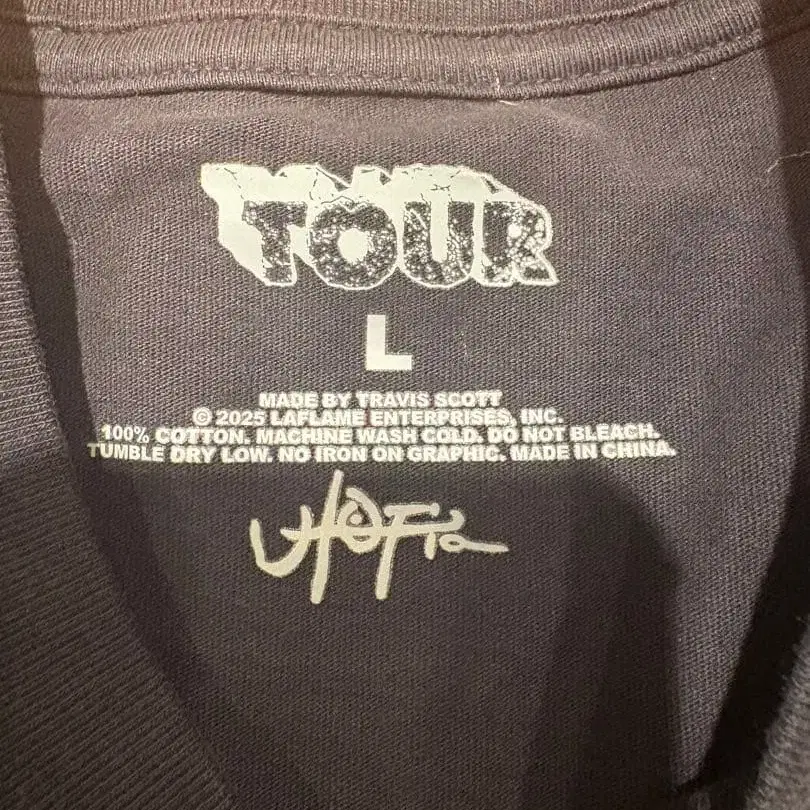 TOUR
L
MADE BY TRAVIS SCOTT
© 2025 LAFLAME ENTERPRISES, INC.
100% COTTON. MACHINE WASH COLD. DO NOT BLEACH.
TUMBLE DRY LOW. NO IRON ON GRAPHIC. MADE IN CHINA.
UTOPIA